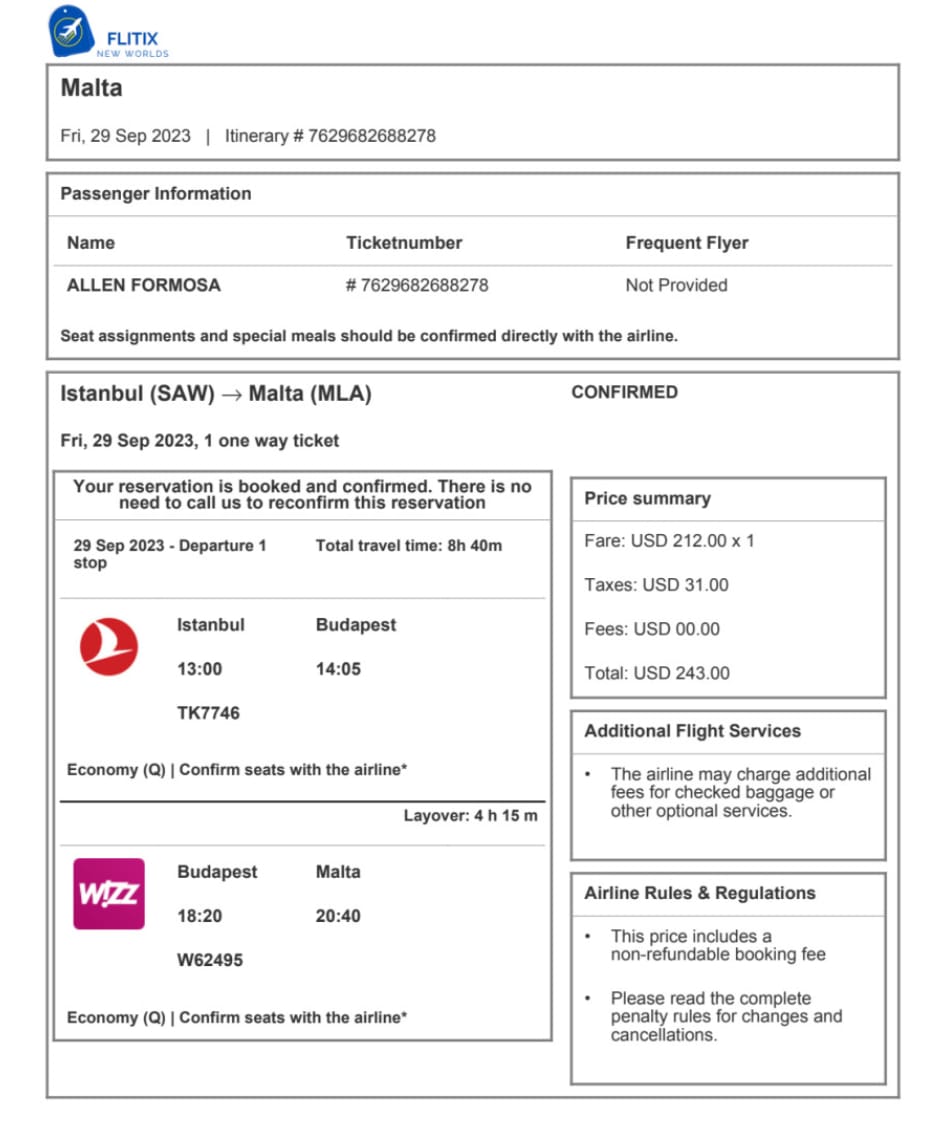 FLITIX
NEW WORLDS
Malta
Fri, 29 Sep 2023 | Itinerary # 7629682688278
Passenger Information
Name Ticketnumber Frequent Flyer
ALLEN FORMOSA # 7629682688278 Not Provided
Seat assignments and special meals should be confirmed directly with the airline.
Istanbul (SAW) → Malta (MLA) CONFIRMED
Fri, 29 Sep 2023, 1 one way ticket
Your reservation is booked and confirmed. There is no
need to call us to reconfirm this reservation
29 Sep 2023 - Departure 1 Total travel time: 8h 40m
stop
Istanbul Budapest
13:00 14:05
TK7746
Economy (Q) | Confirm seats with the airline*
Layover: 4 h 15 m
WIZZ
Budapest Malta
18:20 20:40
W62495
Economy (Q) | Confirm seats with the airline*
Price summary
Fare: USD 212.00 x 1
Taxes: USD 31.00
Fees: USD 00.00
Total: USD 243.00
Additional Flight Services
• The airline may charge additional
fees for checked baggage or
other optional services.
Airline Rules & Regulations
• This price includes a
non-refundable booking fee
• Please read the complete
penalty rules for changes and
cancellations.